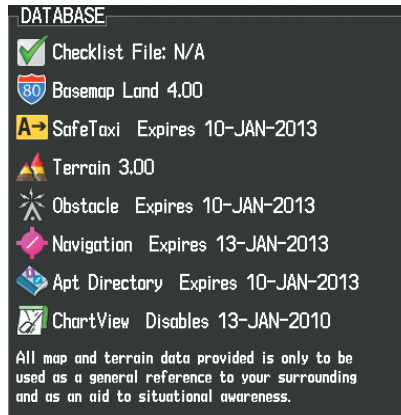 DATABASE
Checklist File: N/A
80 Basemap Land 4.00
A→ SafeTaxi Expires 10-JAN-2013
Terrain 3.00
Obstacle Expires 10-JAN-2013
Navigation Expires 13-JAN-2013
Apt Directory Expires 10-JAN-2013
ChartView Disables 13-JAN-2010
All map and terrain data provided is only to be
used as a general reference to your surrounding
and as an aid to situational awareness.